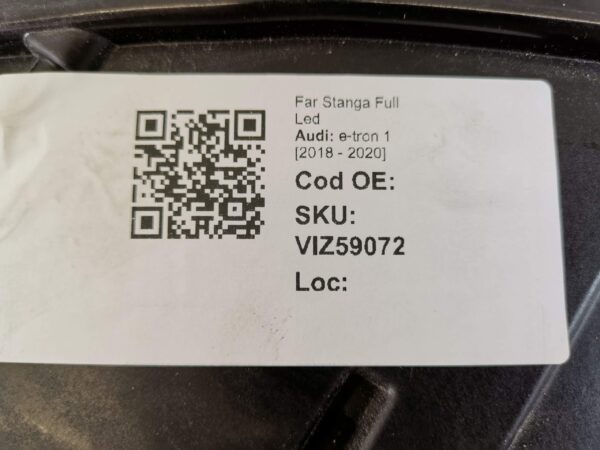 Far Stanga Full
Led
Audi: e-tron 1
[2018 - 2020]
Cod OE:
SKU:
VIZ59072
Loc: